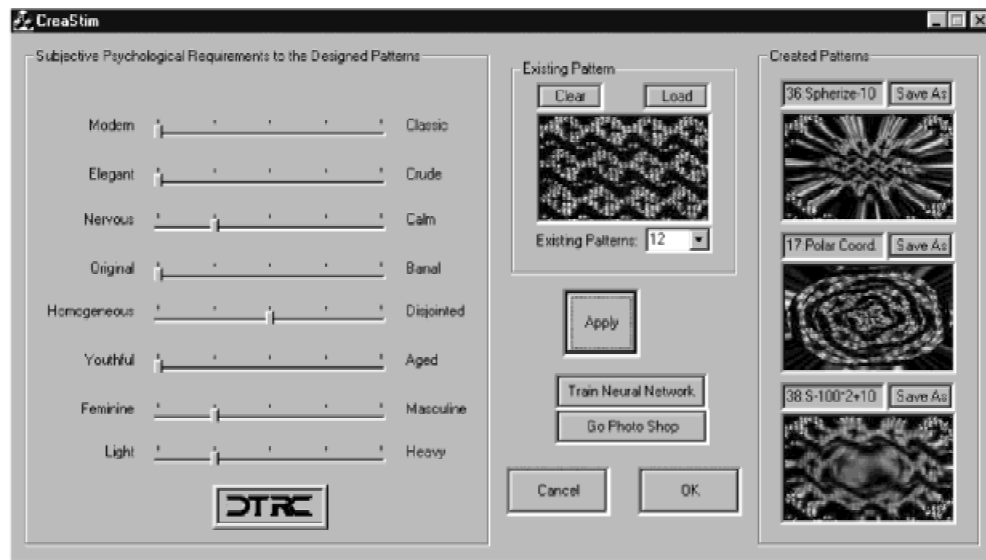 CreaStim
Subjective Psychological Requirements to the Designed Patterns
Modern Classic
Elegant Crude
Nervous Calm
Original Banal
Homogeneous Disjointed
Youthful Aged
Feminine Masculine
Light Heavy
DTRC
Existing Pattern
Clear Load
Existing Patterns: 12
Apply
Train Neural Network
Go Photo Shop
Cancel OK
Created Patterns
36 Spherize-10 Save As
17 Polar Coord. Save As
38 S-100*2+10 Save As